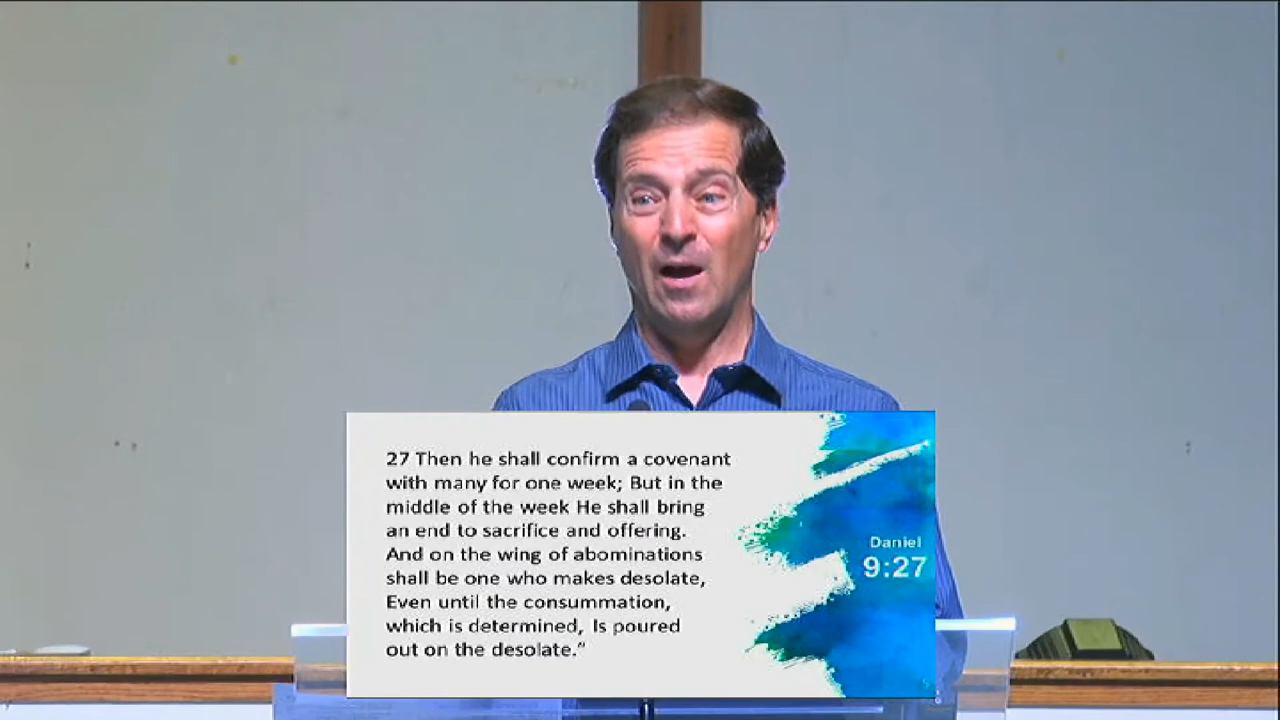 27 Then he shall confirm a covenant
with many for one week; But in the
middle of the week He shall bring
an end to sacrifice and offering.
And on the wing of abominations
shall be one who makes desolate,
Even until the consummation,
which is determined, Is poured
out on the desolate.”
Daniel
9:27